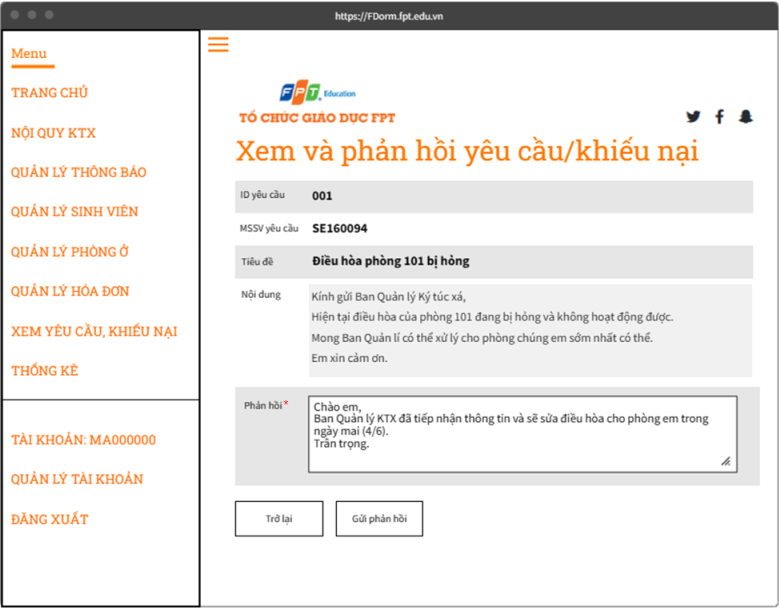 https://FDorm.fpt.edu.vn
Menu
TRANG CHỦ
NỘI QUY KTX
QUẢN LÝ THÔNG BÁO
QUẢN LÝ SINH VIÊN
QUẢN LÝ PHÒNG Ở
QUẢN LÝ HÓA ĐƠN
XEM YÊU CẦU, KHIẾU NẠI
THỐNG KÊ
TÀI KHOẢN: MA000000
QUẢN LÝ TÀI KHOẢN
ĐĂNG XUẤT
FPT Education
TỔ CHỨC GIÁO DỤC FPT
Xem và phản hồi yêu cầu/khiếu nại
ID yêu cầu 001
MSSV yêu cầu SE160094
Tiêu đề Điều hòa phòng 101 bị hỏng
Nội dung Kính gửi Ban Quản lý Ký túc xá,
Hiện tại điều hòa của phòng 101 đang bị hỏng và không hoạt động được.
Mong Ban Quản lí có thể xử lý cho phòng chúng em sớm nhất có thể.
Em xin cảm ơn.
Phản hồi* Chào em,
Ban Quản lý KTX đã tiếp nhận thông tin và sẽ sửa điều hòa cho phòng em trong
ngày mai (4/6).
Trân trọng.
Trở lại Gửi phản hồi